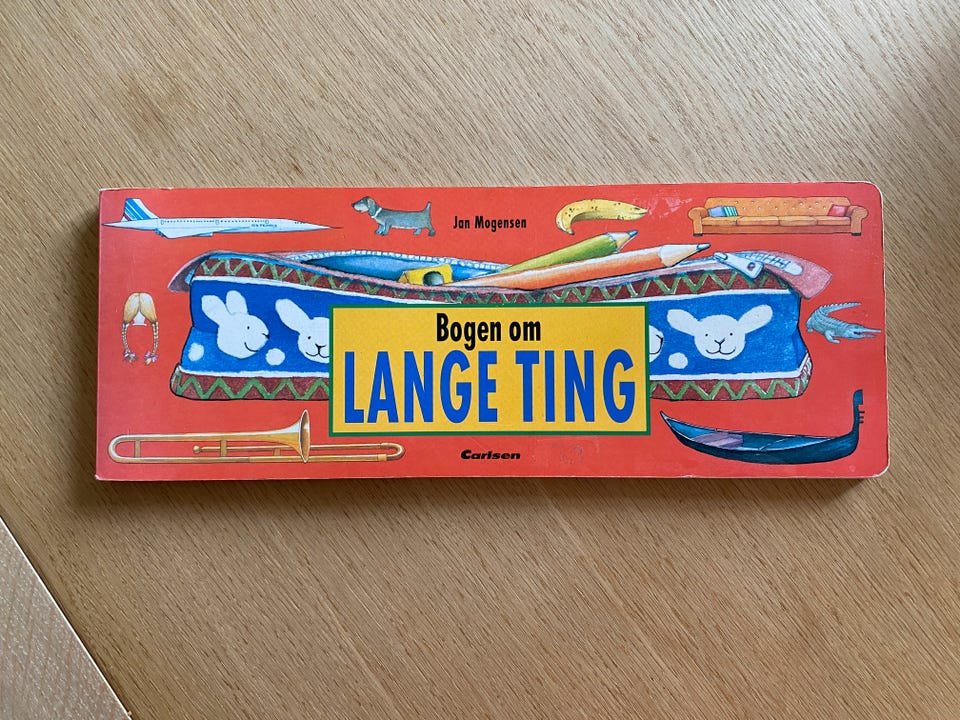 Jan Mogensen
Bogen om
LANGE TING
Carlsen